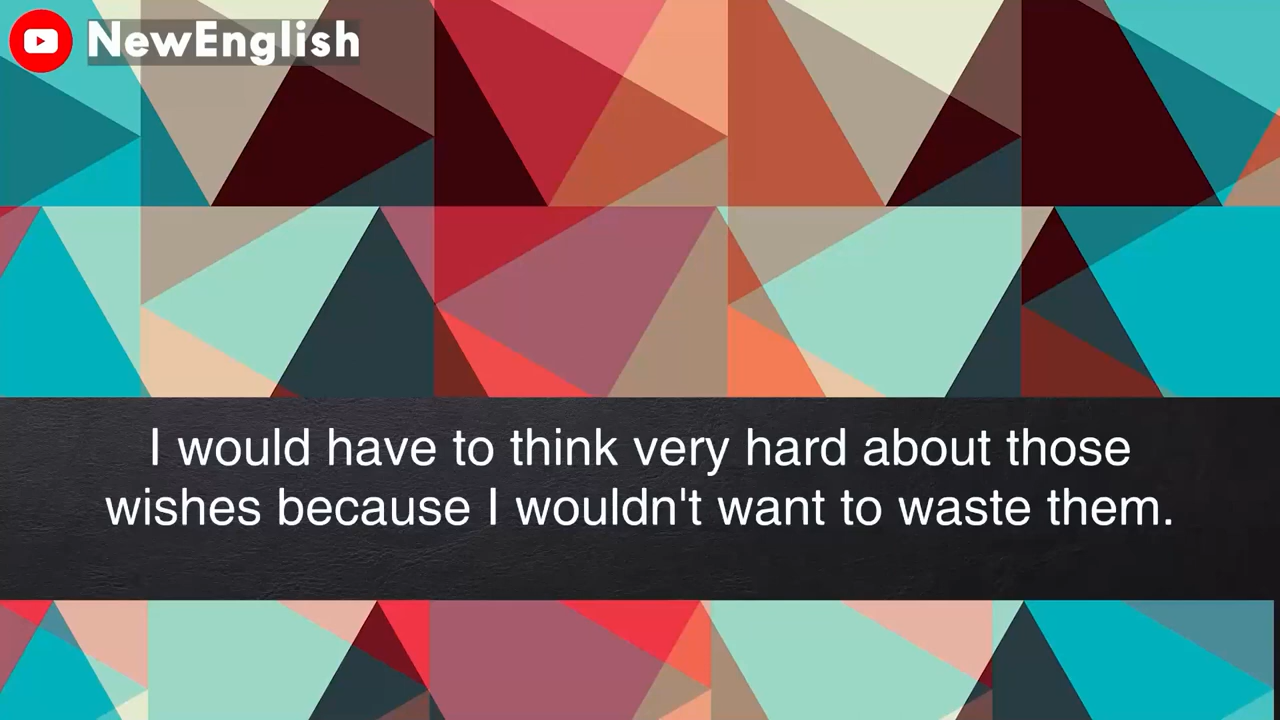 NewEnglish
I would have to think very hard about those
wishes because I wouldn't want to waste them.